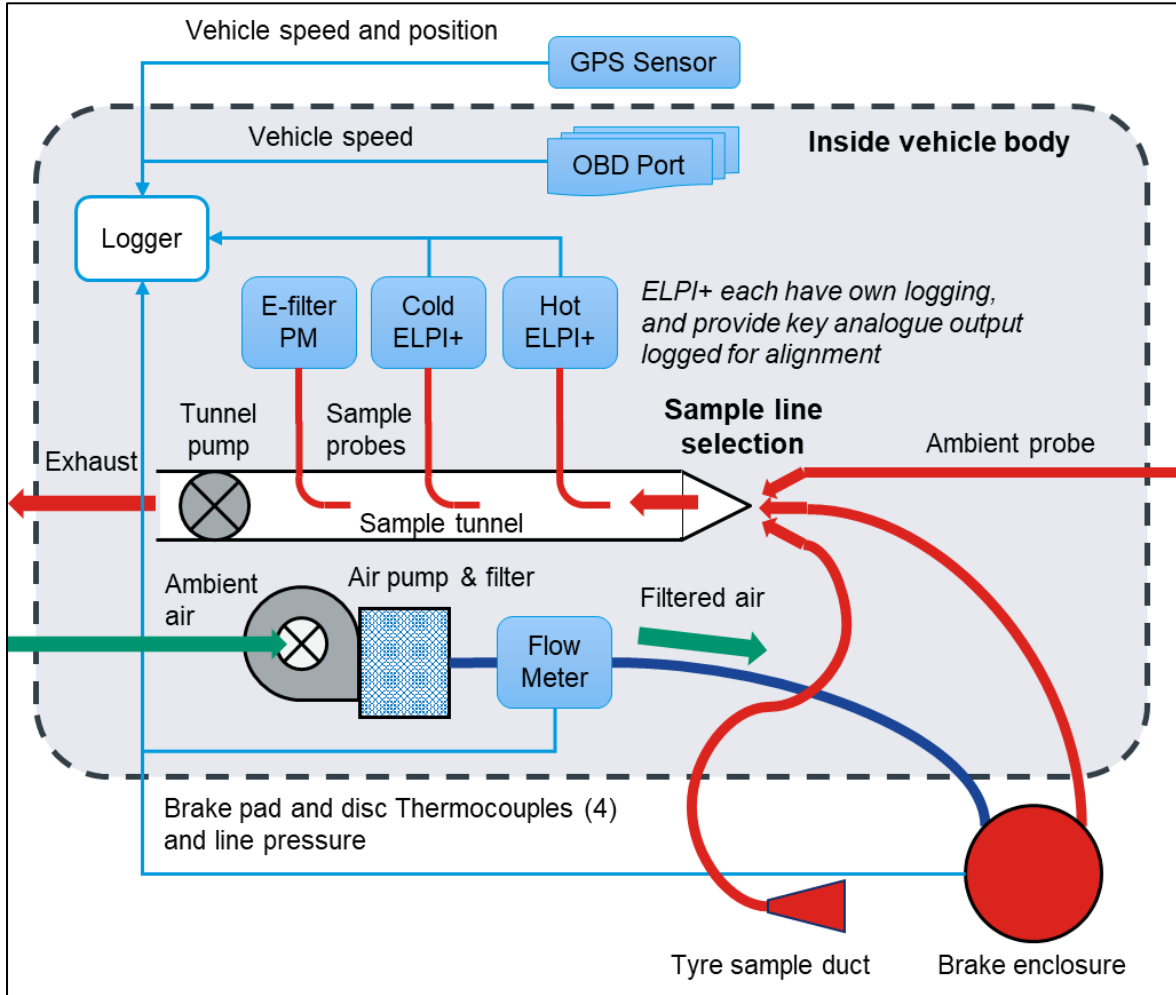 Vehicle speed and position
GPS Sensor
Vehicle speed
OBD Port
Inside vehicle body
Logger
E-filter
PM
Cold
ELPI+
Hot
ELPI+
ELPI+ each have own logging,
and provide key analogue output
logged for alignment
Tunnel
pump
Sample
probes
Sample line
selection
Ambient probe
Exhaust
Sample tunnel
Ambient
air
Air pump & filter
Filtered air
Flow
Meter
Brake pad and disc Thermocouples (4)
and line pressure
Tyre sample duct
Brake enclosure